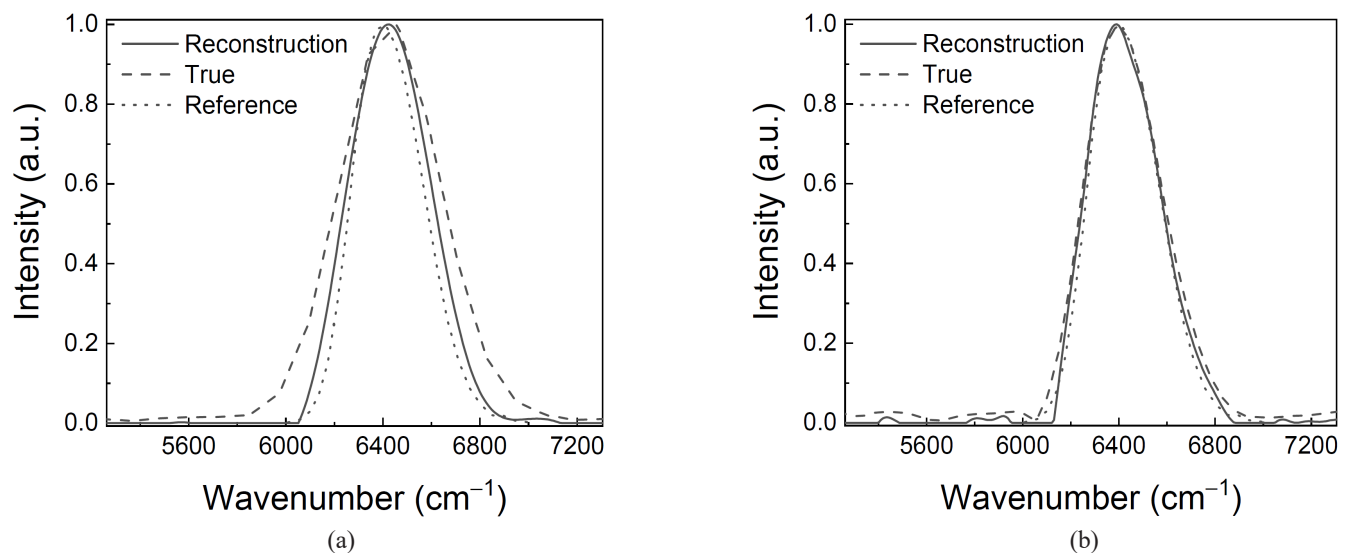 Intensity (a.u.)
1.0
0.8
0.6
0.4
0.2
0.0
Reconstruction
True
Reference
5600 6000 6400 6800 7200
Wavenumber (cm⁻¹)
(a)
Intensity (a.u.)
1.0
0.8
0.6
0.4
0.2
0.0
Reconstruction
True
Reference
5600 6000 6400 6800 7200
Wavenumber (cm⁻¹)
(b)